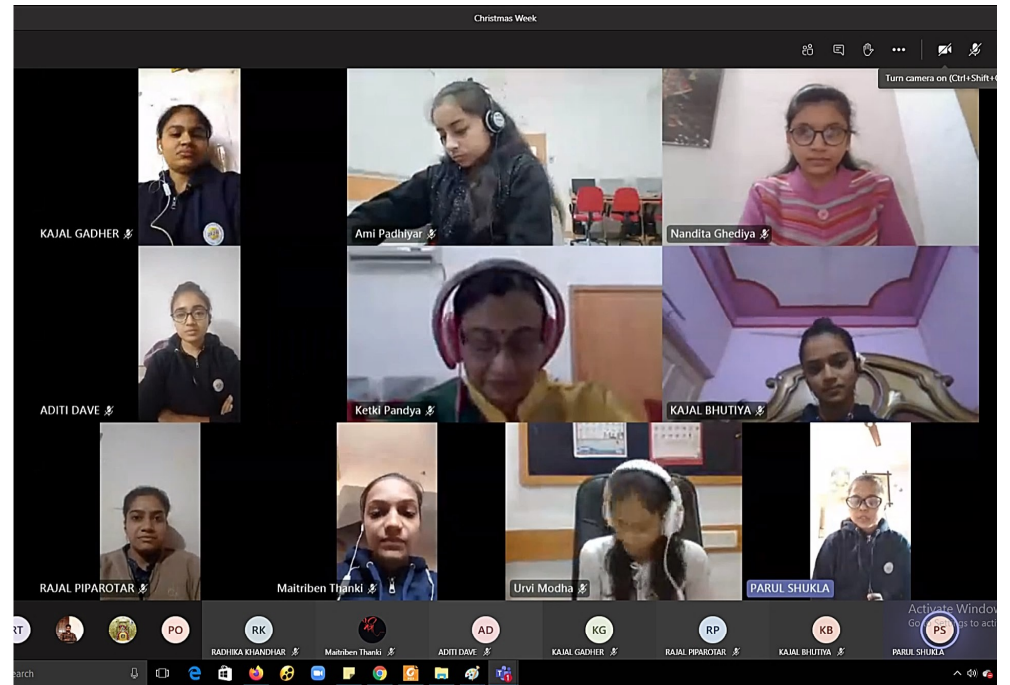 Christmas Week
Turn camera on (Ctrl+Shift+
KAJAL GADHER
Ami Padhiyar
Nandita Ghediya
ADITI DAVE
Ketki Pandya
KAJAL BHUTIYA
RAJAL PIPAROTAR
Maitriben Thanki
Urvi Modha
PARUL SHUKLA
Activate Window
RT
PO
RK
AD
KG
RP
KB
PS
RADHIKA KHANDHAR
Maitriben Thanki
ADITI DAVE
KAJAL GADHER
RAJAL PIPAROTAR
KAJAL BHUTIYA
PARUL SHUKLA
earch